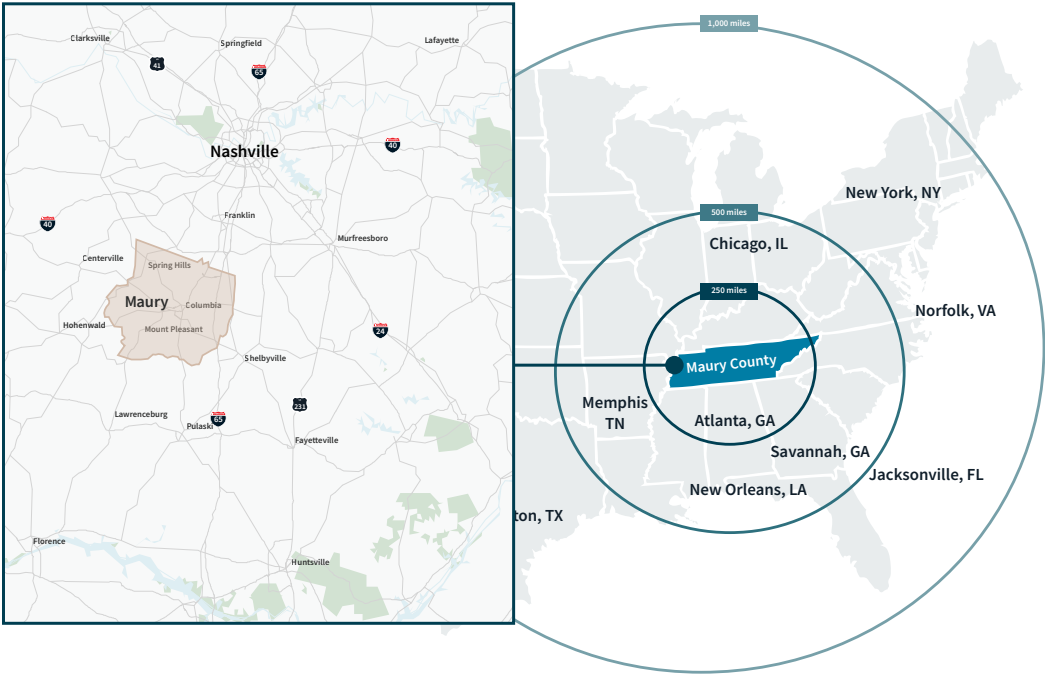 Clarksville
41
Springfield
65
Lafayette
Nashville
40
40
Franklin
Murfreesboro
Centerville
Spring Hills
Maury
Columbia
Hohenwald
Mount Pleasant
24
Shelbyville
Lawrenceburg
Pulaski
65
231
Fayetteville
Florence
Huntsville
1,000 miles
New York, NY
500 miles
Chicago, IL
250 miles
Norfolk, VA
Maury County
Memphis
TN
Atlanta, GA
Savannah, GA
Jacksonville, FL
New Orleans, LA
ton, TX